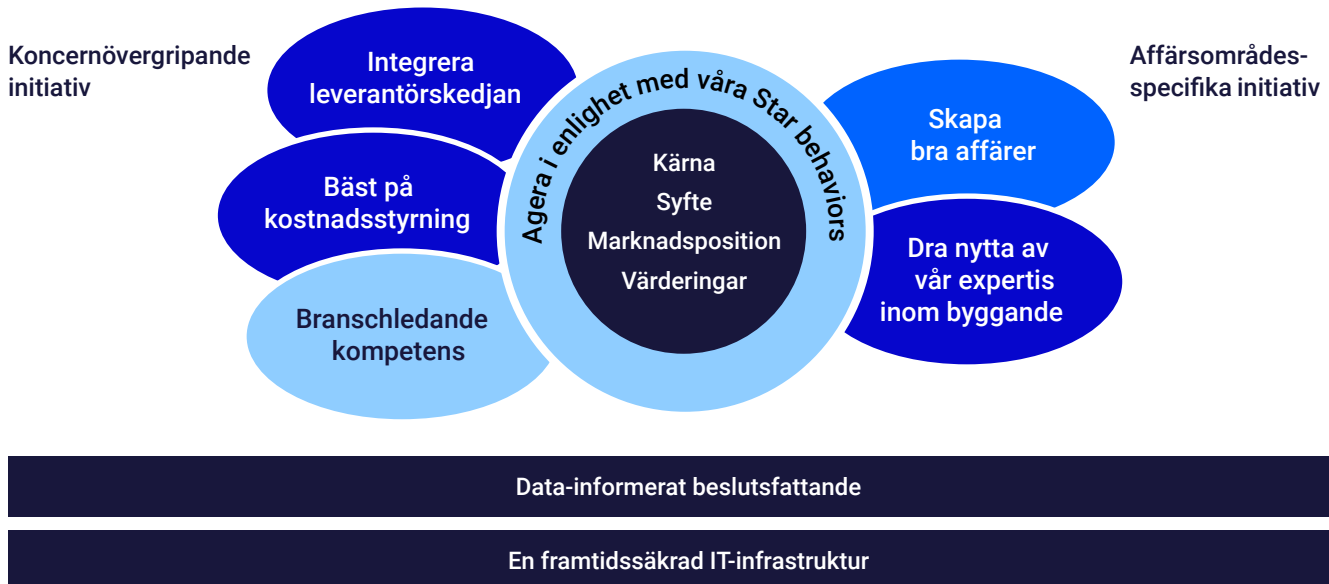 Koncernövergripande
initiativ
Integrera
leverantörskedjan
Bäst på
kostnadsstyrning
Branschledande
kompetens
Agera i enlighet med våra Star behaviors
Kärna
Syfte
Marknadsposition
Värderingar
Affärsområdes-
specifika initiativ
Skapa
bra affärer
Dra nytta av
vår expertis
inom byggande
Data-informerat beslutsfattande
En framtidssäkrad IT-infrastruktur